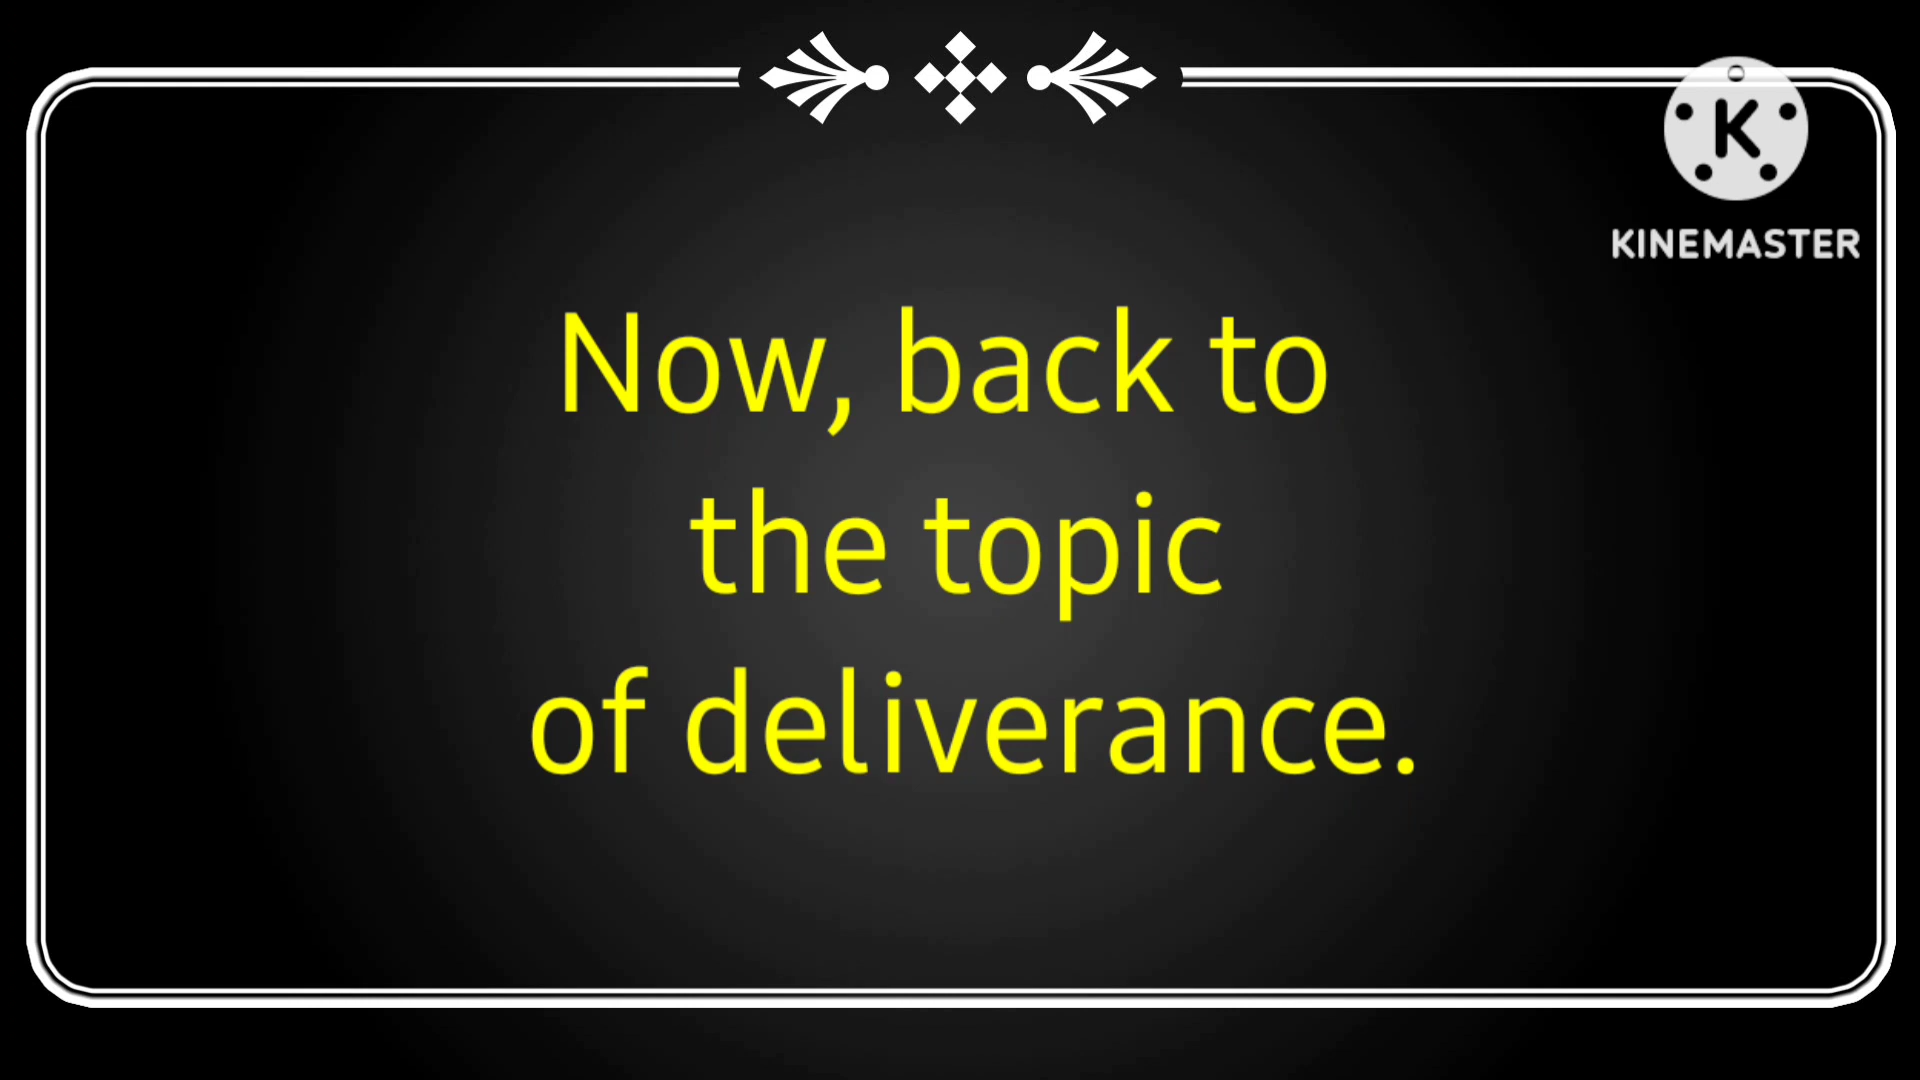 K
KINEMASTER
Now, back to
the topic
of deliverance.